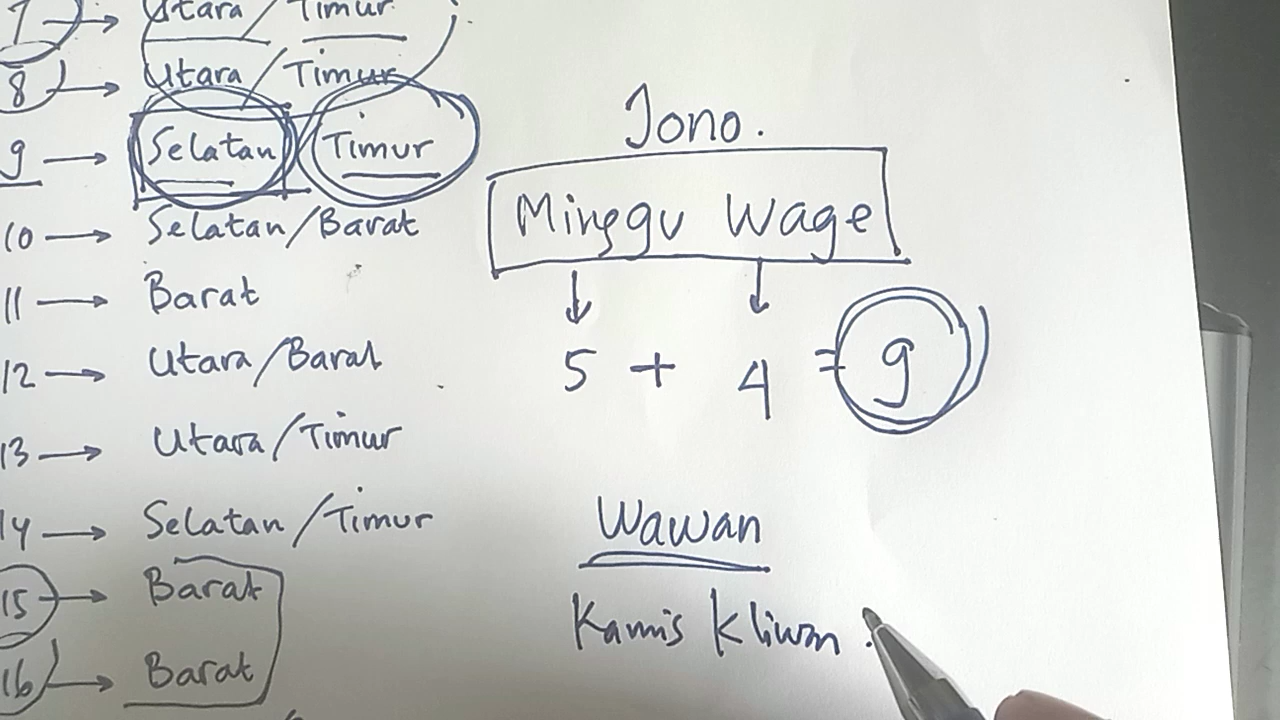 7 → Utara / Timur
8 → Utara / Timur
9 → Selatan / Timur
10 → Selatan / Barat
11 → Barat
12 → Utara / Barat
13 → Utara / Timur
14 → Selatan / Timur
15 → Barat
16 → Barat
Jono.
Minggu Wage
5 + 4 = 9
Wawan
Kamis Kliwon :